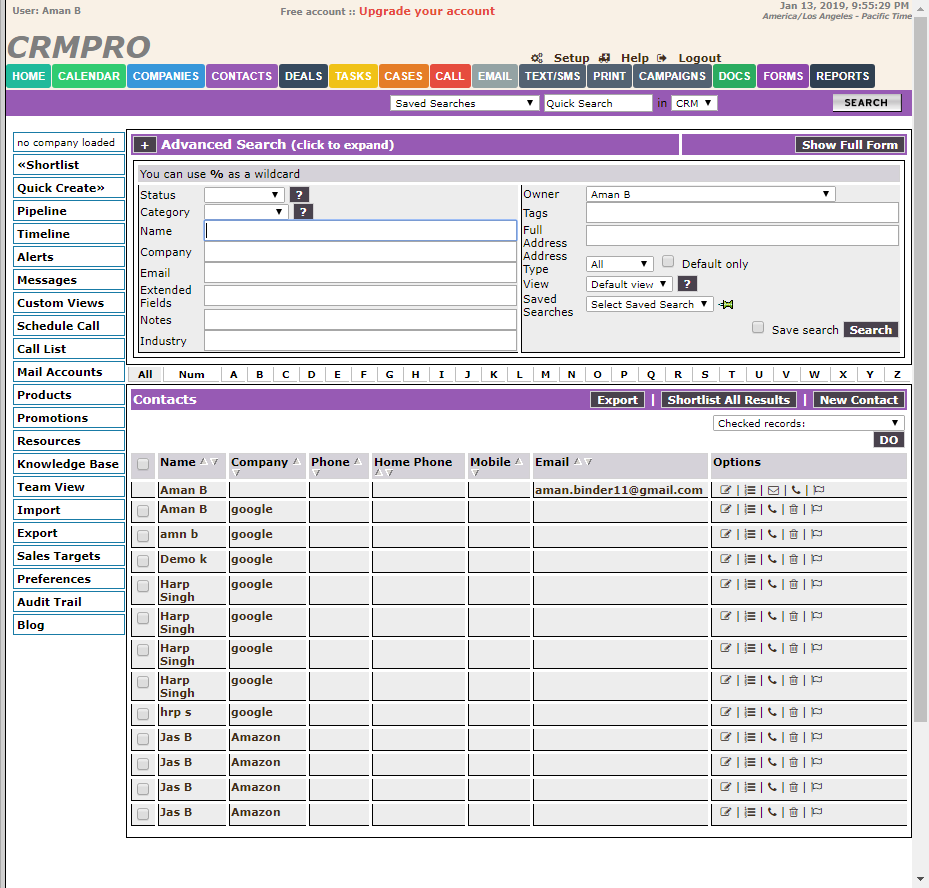 User: Aman B
Free account :: Upgrade your account
Jan 13, 2019, 9:55:29 PM
America/Los Angeles - Pacific Time
CRMPRO
Setup Help Logout
HOME CALENDAR COMPANIES CONTACTS DEALS TASKS CASES CALL EMAIL TEXT/SMS PRINT CAMPAIGNS DOCS FORMS REPORTS
Saved Searches Quick Search in CRM SEARCH
no company loaded
«Shortlist
Quick Create»
Pipeline
Timeline
Alerts
Messages
Custom Views
Schedule Call
Call List
Mail Accounts
Products
Promotions
Resources
Knowledge Base
Team View
Import
Export
Sales Targets
Preferences
Audit Trail
Blog
+ Advanced Search (click to expand) Show Full Form
You can use % as a wildcard
Status ?
Category ?
Name
Company
Email
Extended
Fields
Notes
Industry
Owner Aman B
Tags
Full
Address
Address
Type All Default only
View Default view ?
Saved
Searches Select Saved Search
Save search Search
All Num A B C D E F G H I J K L M N O P Q R S T U V W X Y Z
Contacts Export | Shortlist All Results | New Contact
Checked records:
DO
Name Company Phone Home Phone Mobile Email Options
Aman B aman.binder11@gmail.com | | | |
Aman B google | | | |
amn b google | | | |
Demo k google | | | |
Harp
Singh google | | | |
Harp
Singh google | | | |
Harp
Singh google | | | |
Harp
Singh google | | | |
hrp s google | | | |
Jas B Amazon | | | |
Jas B Amazon | | | |
Jas B Amazon | | | |
Jas B Amazon | | | |